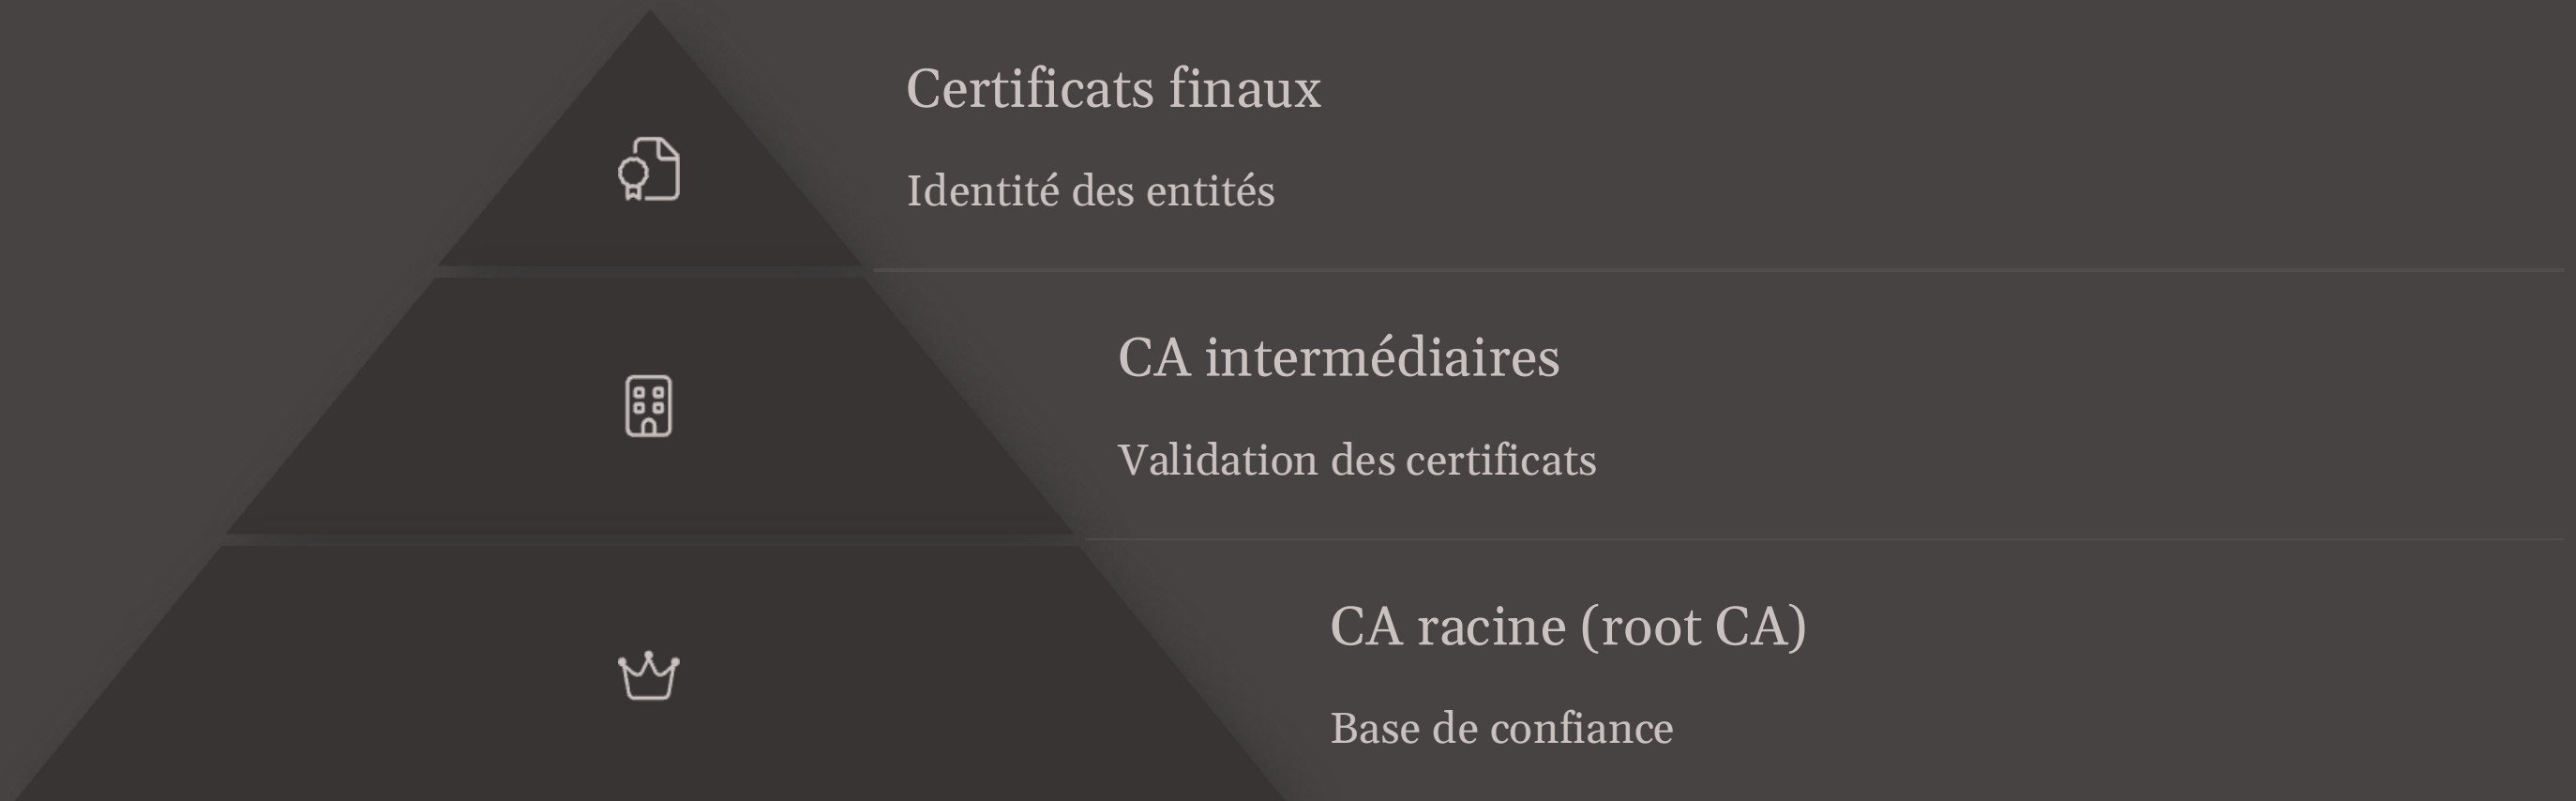 Certificats finaux
Identité des entités
CA intermédiaires
Validation des certificats
CA racine (root CA)
Base de confiance